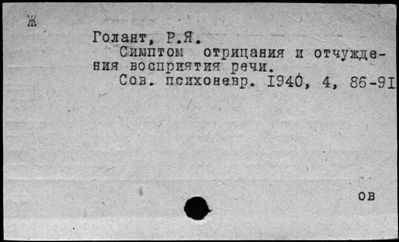 Ж
Голант, Р.Я.
Симптом отрицания и отчужде-
ния восприятия речи.
Сов. психоневр. 1940, 4, 86-91
ов